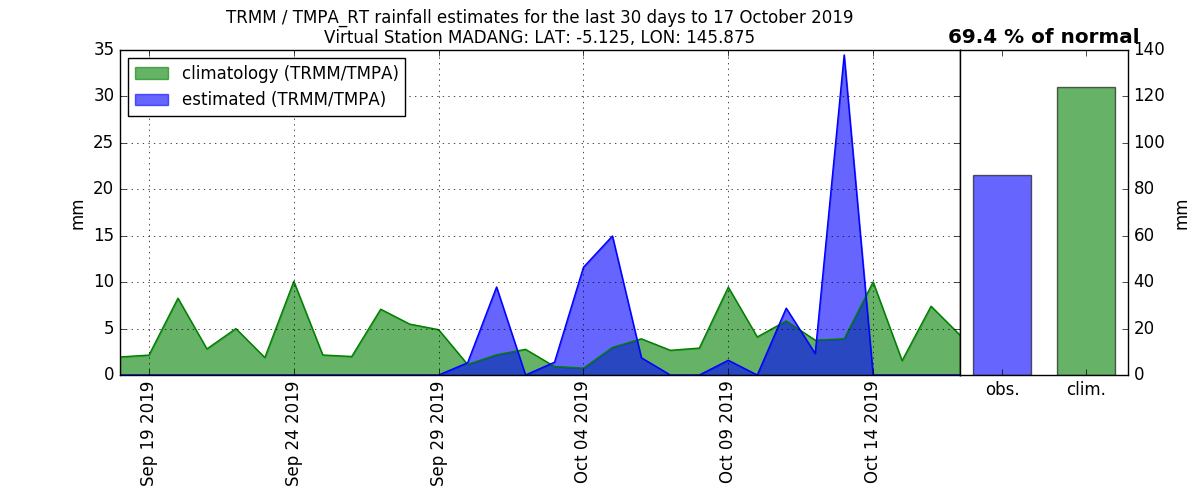 TRMM / TMPA_RT rainfall estimates for the last 30 days to 17 October 2019
Virtual Station MADANG: LAT: -5.125, LON: 145.875
69.4 % of normal
climatology (TRMM/TMPA)
estimated (TRMM/TMPA)
35
30
25
20
15
10
5
0
mm
Sep 19 2019
Sep 24 2019
Sep 29 2019
Oct 04 2019
Oct 09 2019
Oct 14 2019
obs.
clim.
140
120
100
80
60
40
20
0
mm